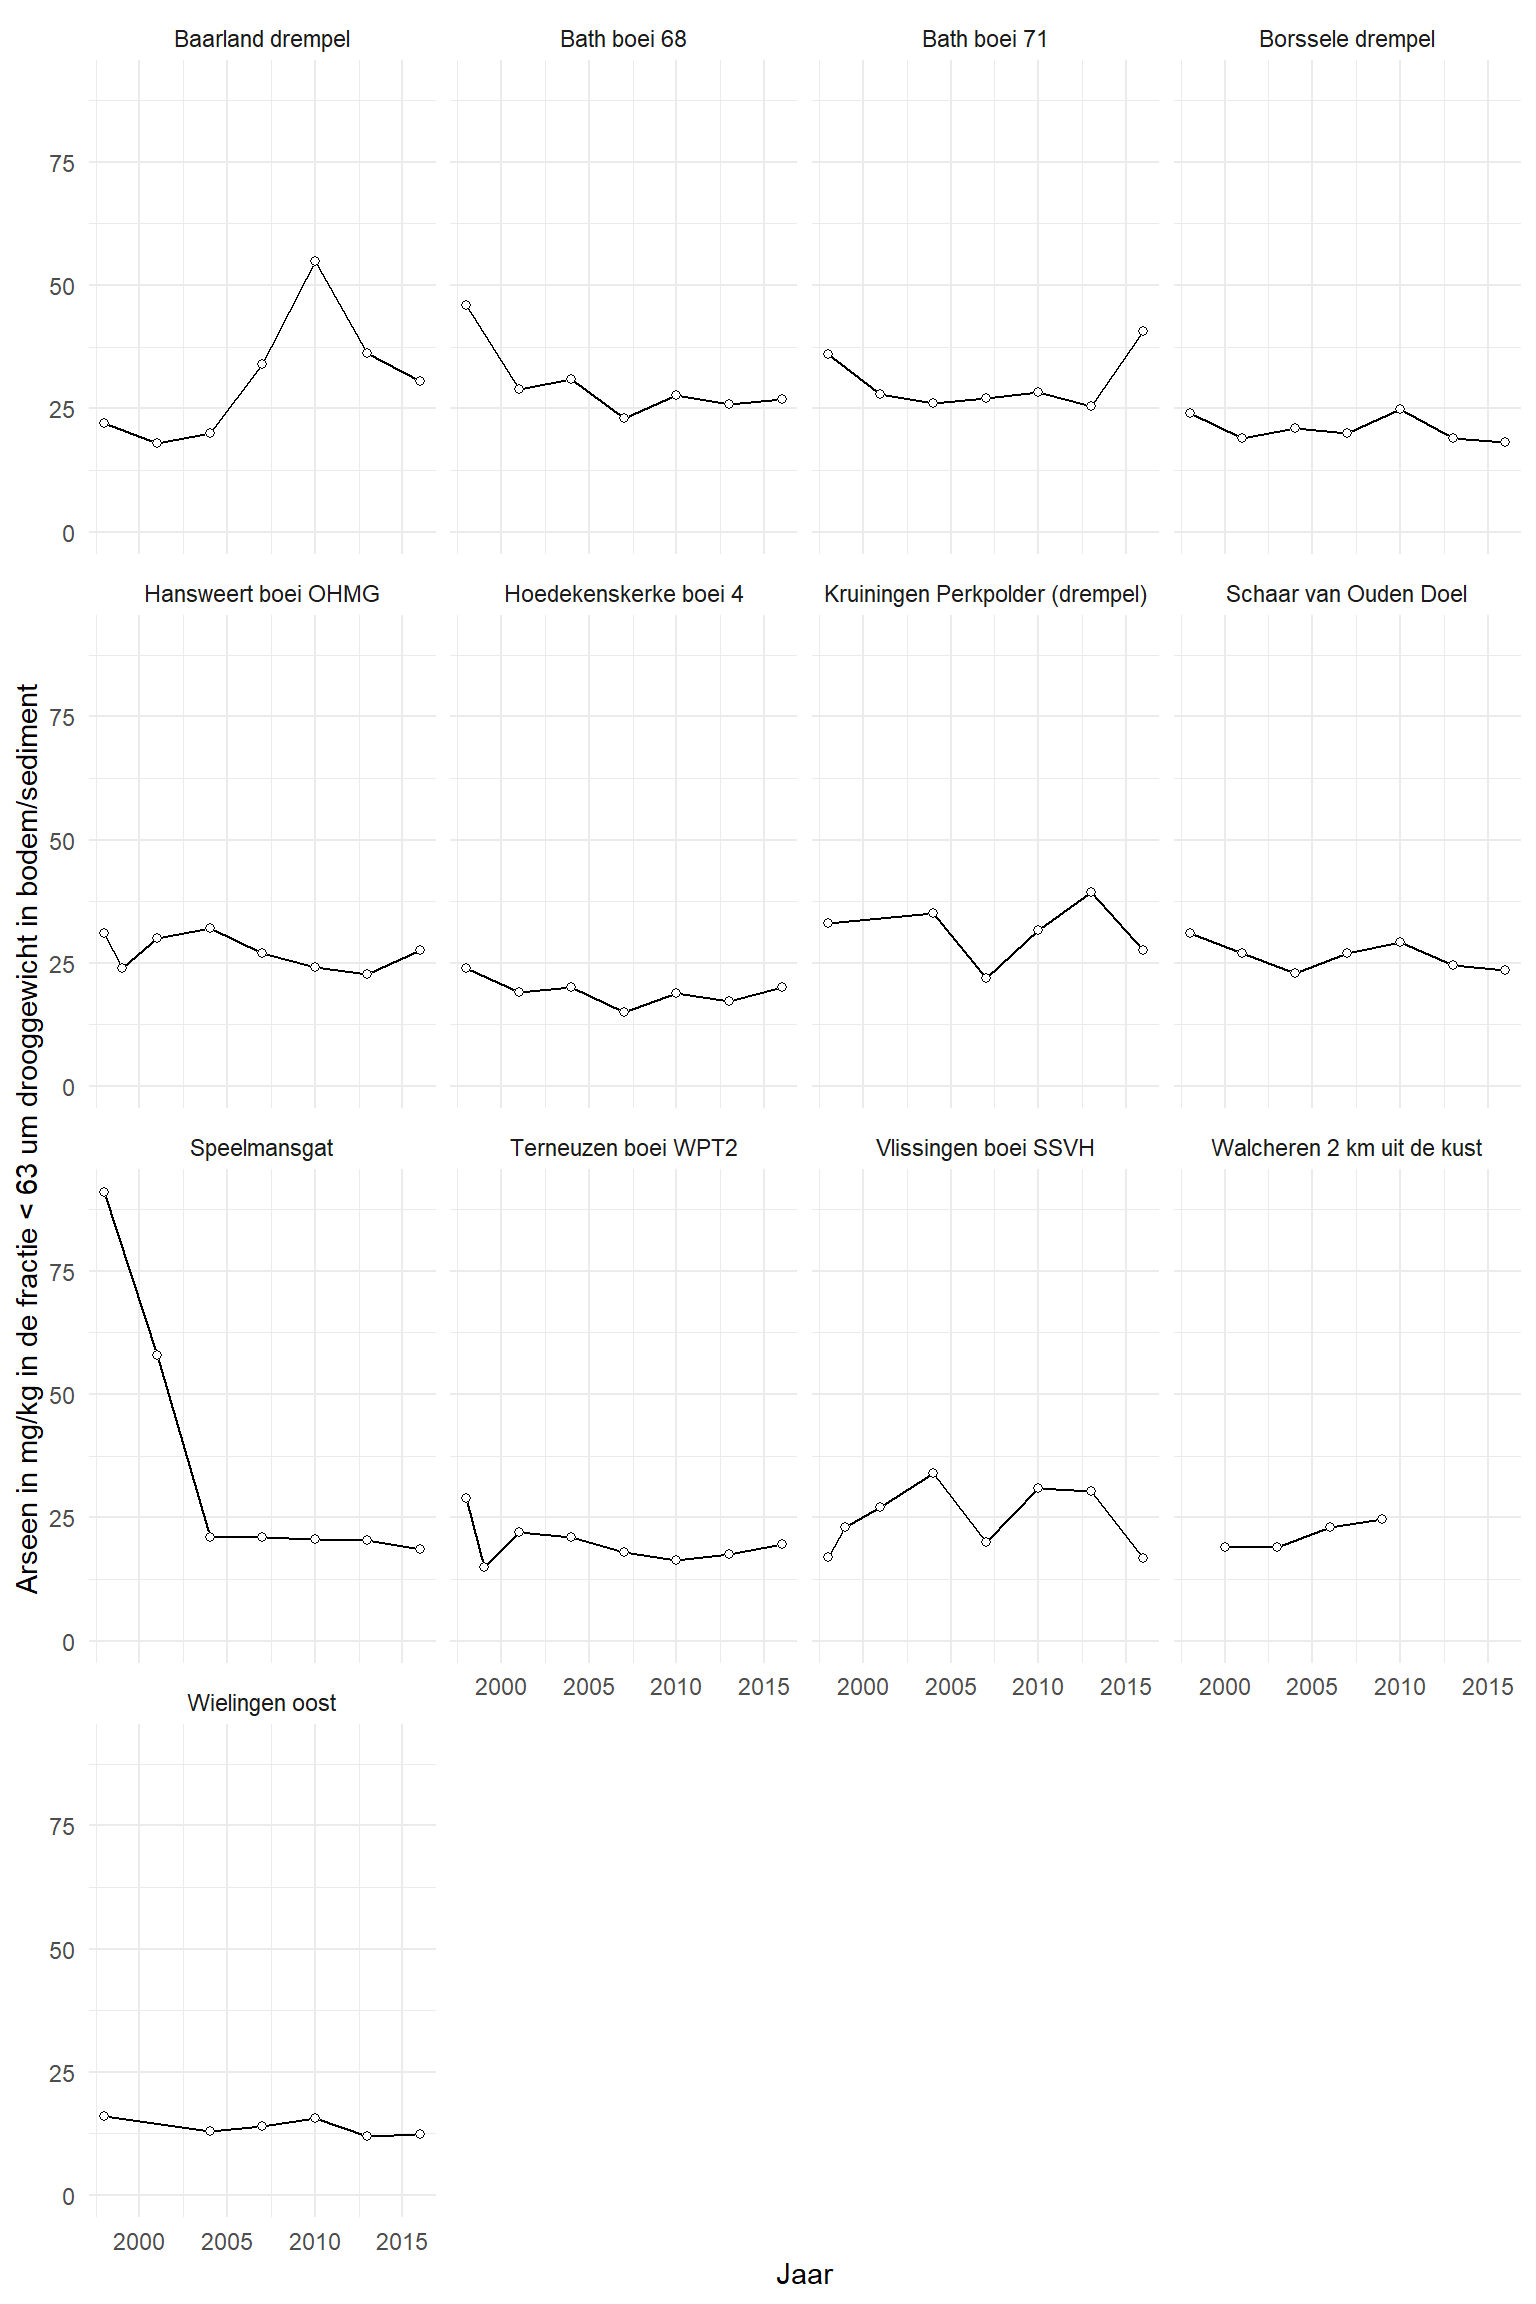 Baarland drempel Bath boei 68 Bath boei 71 Borssele drempel
75
50
25
0
Hansweert boei OHMG Hoedekenskerke boei 4 Kruiningen Perkpolder (drempel) Schaar van Ouden Doel
Arseen in mg/kg in de fractie < 63 um drooggewicht in bodem/sediment
75
50
25
0
Speelmansgat Terneuzen boei WPT2 Vlissingen boei SSVH Walcheren 2 km uit de kust
75
50
25
0
2000 2005 2010 2015 2000 2005 2010 2015 2000 2005 2010 2015
Wielingen oost
75
50
25
0
2000 2005 2010 2015
Jaar